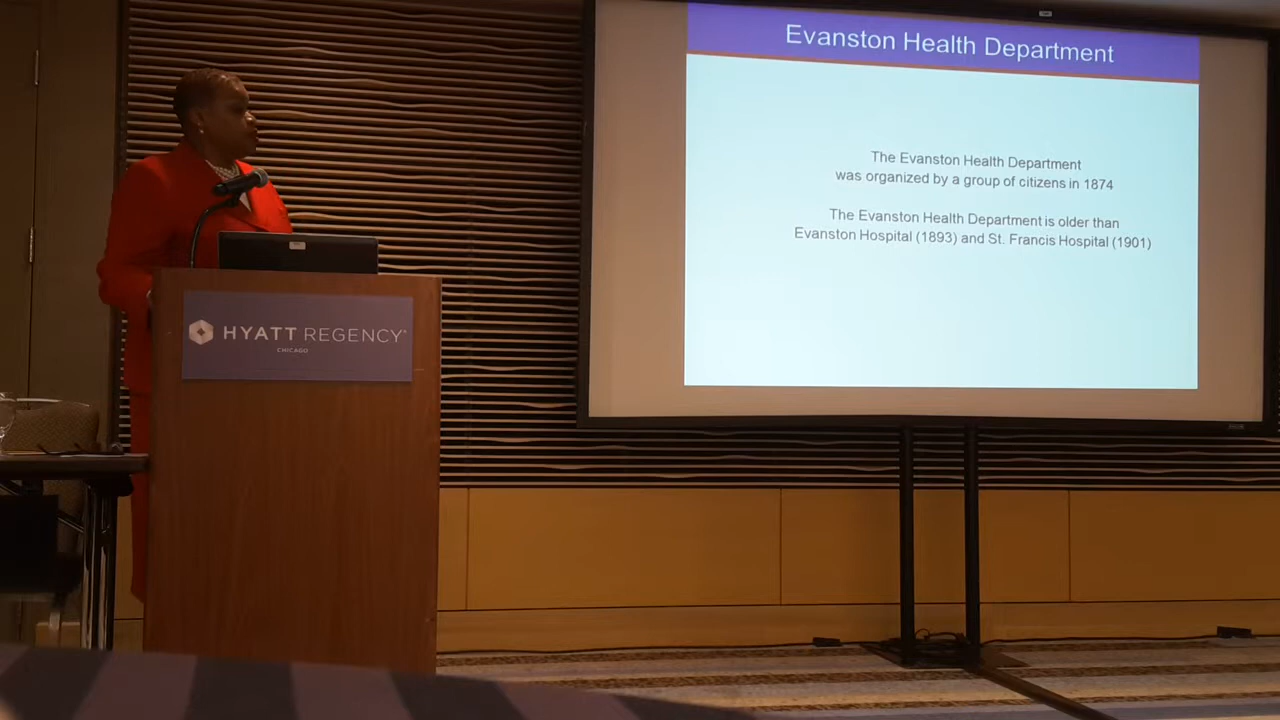 Evanston Health Department
The Evanston Health Department
was organized by a group of citizens in 1874
The Evanston Health Department is older than
Evanston Hospital (1893) and St. Francis Hospital (1901)
HYATT REGENCY
CHICAGO